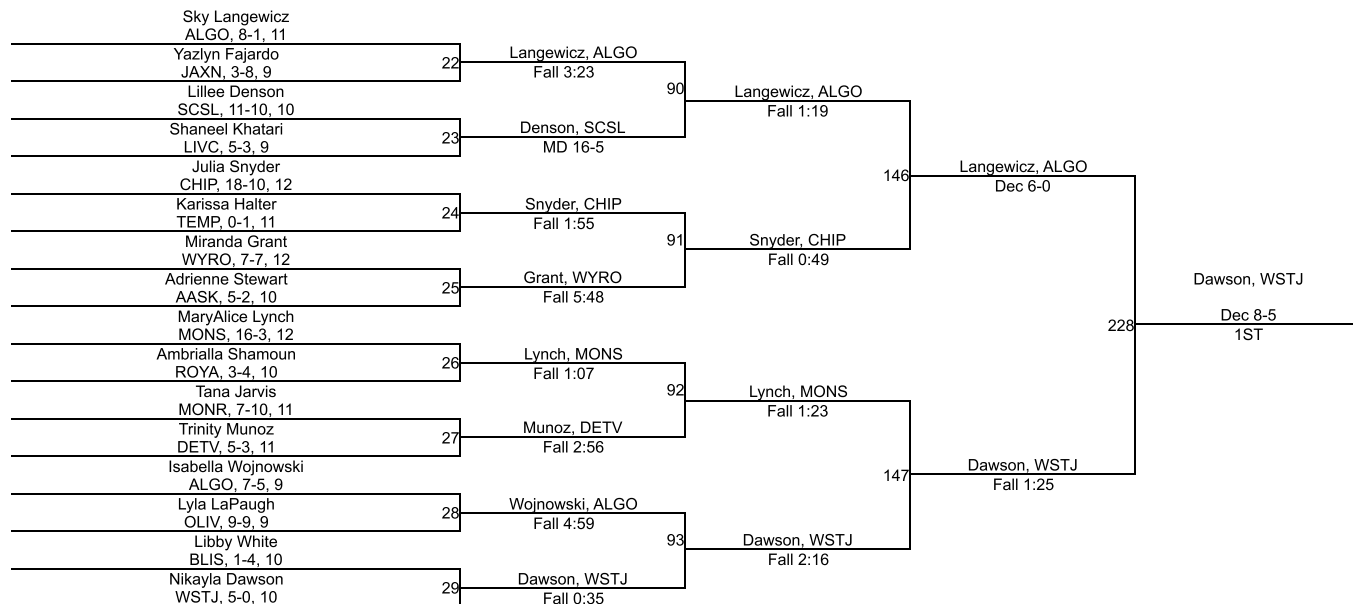 Sky Langewicz
ALGO, 8-1, 11
Yazlyn Fajardo
JAXN, 3-8, 9
Lillee Denson
SCSL, 11-10, 10
Shaneel Khatari
LIVC, 5-3, 9
Julia Snyder
CHIP, 18-10, 12
Karissa Halter
TEMP, 0-1, 11
Miranda Grant
WYRO, 7-7, 12
Adrienne Stewart
AASK, 5-2, 10
MaryAlice Lynch
MONS, 16-3, 12
Ambrialla Shamoun
ROYA, 3-4, 10
Tana Jarvis
MONR, 7-10, 11
Trinity Munoz
DETV, 5-3, 11
Isabella Wojnowski
ALGO, 7-5, 9
Lyla LaPaugh
OLIV, 9-9, 9
Libby White
BLIS, 1-4, 10
Nikayla Dawson
WSTJ, 5-0, 10
22
23
24
25
26
27
28
29
Langewicz, ALGO
Fall 3:23
Denson, SCSL
MD 16-5
Snyder, CHIP
Fall 1:55
Grant, WYRO
Fall 5:48
Lynch, MONS
Fall 1:07
Munoz, DETV
Fall 2:56
Wojnowski, ALGO
Fall 4:59
Dawson, WSTJ
Fall 0:35
90
91
92
93
Langewicz, ALGO
Fall 1:19
Snyder, CHIP
Fall 0:49
Lynch, MONS
Fall 1:23
Dawson, WSTJ
Fall 2:16
146
147
Langewicz, ALGO
Dec 6-0
Dawson, WSTJ
Fall 1:25
228
Dawson, WSTJ
Dec 8-5
1ST